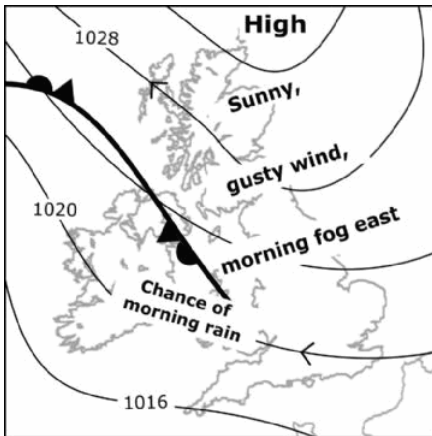 High
1028
Sunny,
gusty wind,
1020
morning fog east
Chance of
morning rain
1016